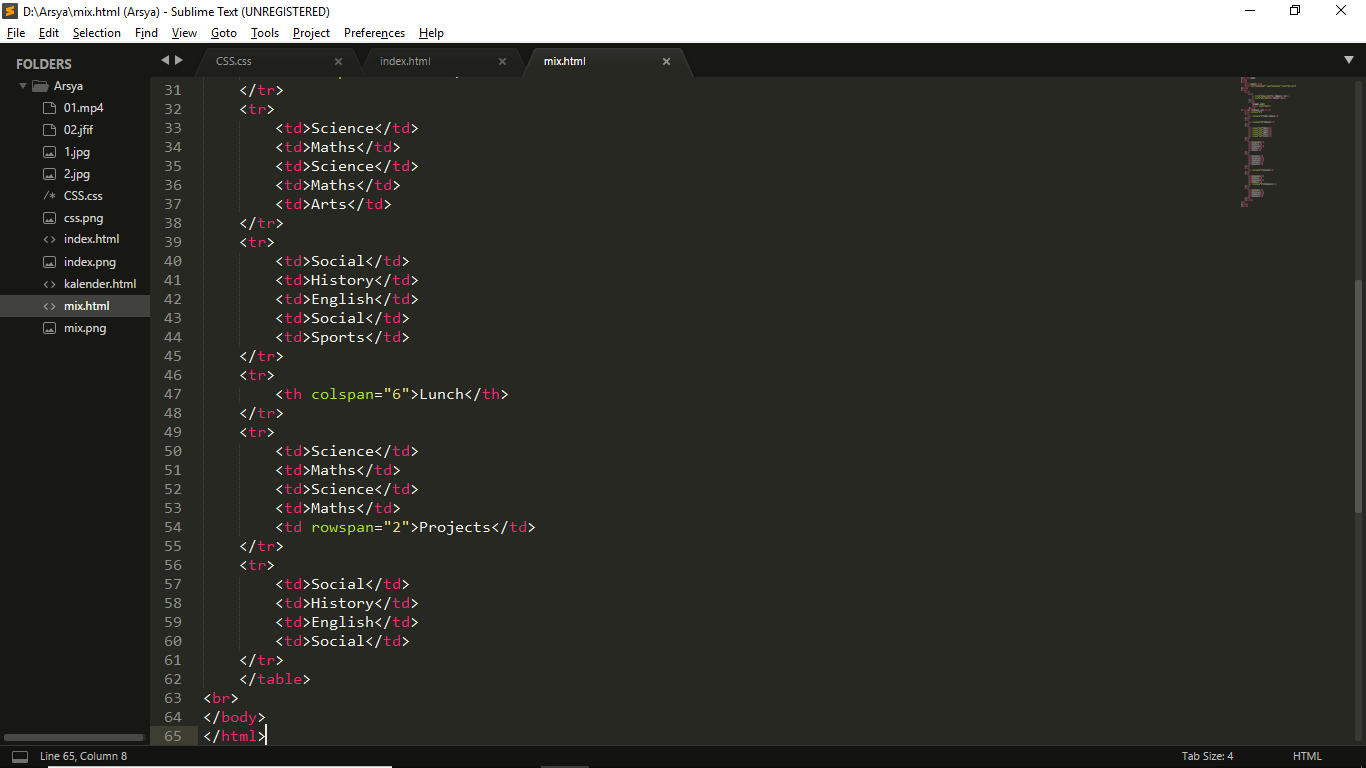 D:\Arsya\mix.html (Arsya) - Sublime Text (UNREGISTERED)
File Edit Selection Find View Goto Tools Project Preferences Help
FOLDERS
Arsya
01.mp4
02.jfif
1.jpg
2.jpg
/* CSS.css
css.png
<> index.html
index.png
<> kalender.html
<> mix.html
mix.png
CSS.css × index.html × mix.html ×
31 </tr>
32 <tr>
33 <td>Science</td>
34 <td>Maths</td>
35 <td>Science</td>
36 <td>Maths</td>
37 <td>Arts</td>
38 </tr>
39 <tr>
40 <td>Social</td>
41 <td>History</td>
42 <td>English</td>
43 <td>Social</td>
44 <td>Sports</td>
45 </tr>
46 <tr>
47 <th colspan="6">Lunch</th>
48 </tr>
49 <tr>
50 <td>Science</td>
51 <td>Maths</td>
52 <td>Science</td>
53 <td>Maths</td>
54 <td rowspan="2">Projects</td>
55 </tr>
56 <tr>
57 <td>Social</td>
58 <td>History</td>
59 <td>English</td>
60 <td>Social</td>
61 </tr>
62 </table>
63 <br>
64 </body>
65 </html>
Line 65, Column 8 Tab Size: 4 HTML